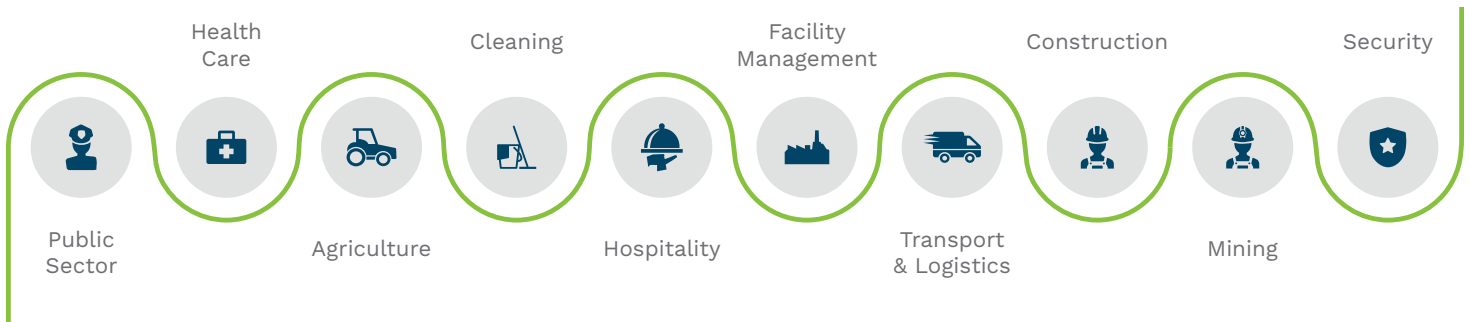 Health
Care
Cleaning
Facility
Management
Construction
Security
Public
Sector
Agriculture
Hospitality
Transport
& Logistics
Mining